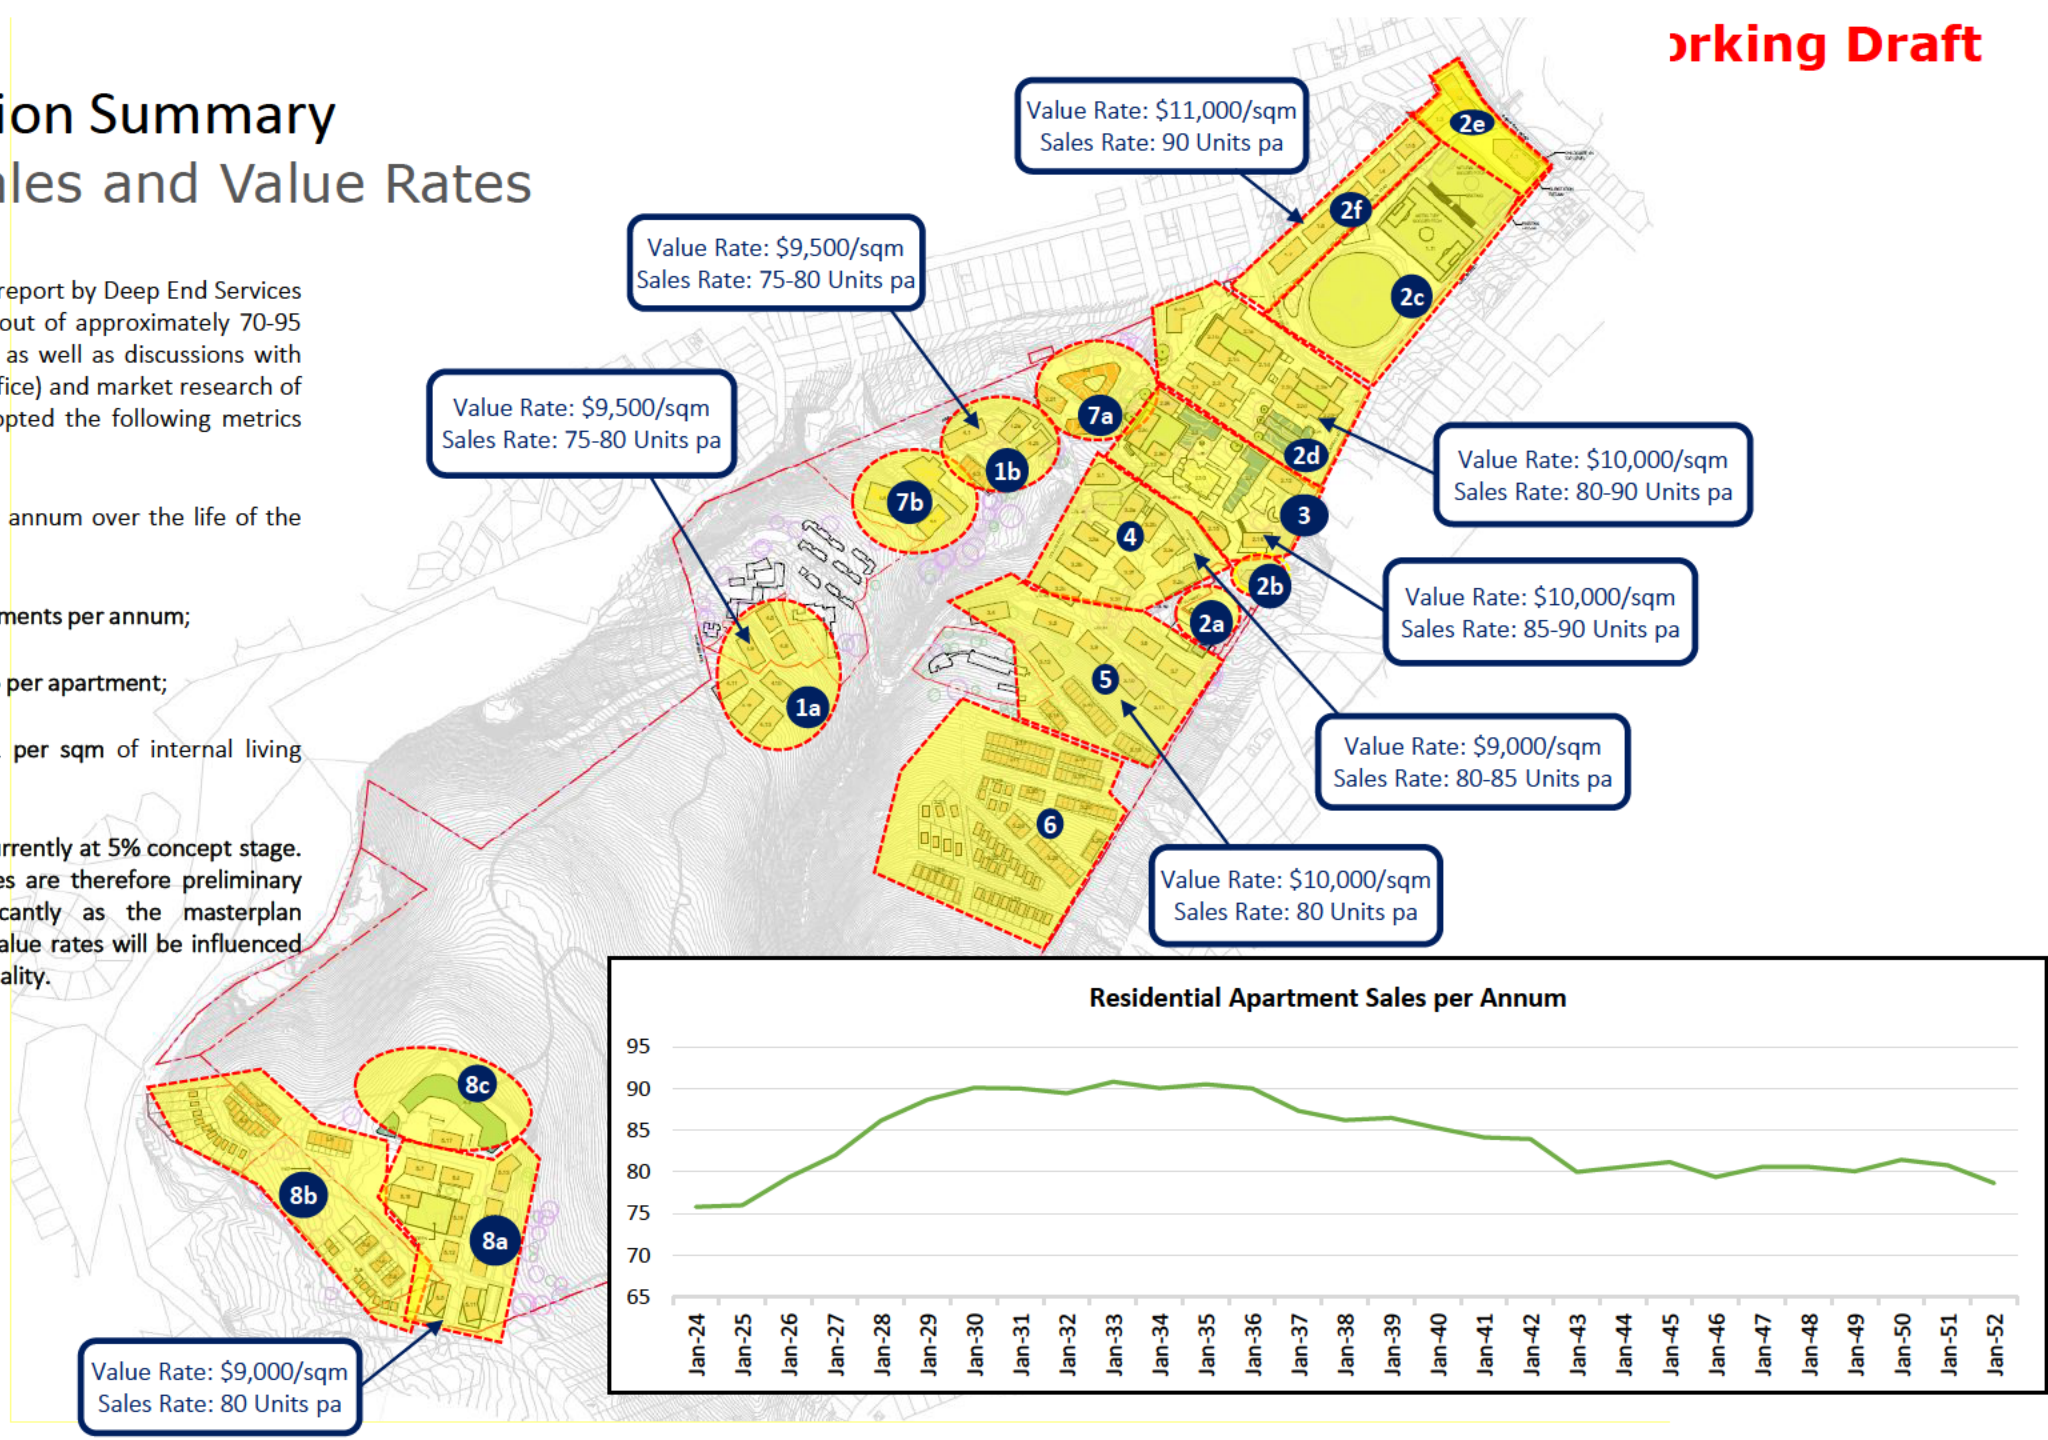 orking Draft
ion Summary
ales and Value Rates
report by Deep End Services
out of approximately 70-95
as well as discussions with
fice) and market research of
opted the following metrics
annum over the life of the
ments per annum;
per apartment;
per sqm of internal living
urrently at 5% concept stage.
es are therefore preliminary
cantly as the masterplan
alue rates will be influenced
ality.
Value Rate: $11,000/sqm
Sales Rate: 90 Units pa
Value Rate: $9,500/sqm
Sales Rate: 75-80 Units pa
Value Rate: $9,500/sqm
Sales Rate: 75-80 Units pa
Value Rate: $10,000/sqm
Sales Rate: 80-90 Units pa
Value Rate: $10,000/sqm
Sales Rate: 85-90 Units pa
Value Rate: $9,000/sqm
Sales Rate: 80-85 Units pa
Value Rate: $10,000/sqm
Sales Rate: 80 Units pa
Value Rate: $9,000/sqm
Sales Rate: 80 Units pa
2e
2f
2c
7a
1b
2d
7b
3
4
2b
2a
5
1a
6
8c
8b
8a
Residential Apartment Sales per Annum
95
90
85
80
75
70
65
Jan-24
Jan-25
Jan-26
Jan-27
Jan-28
Jan-29
Jan-30
Jan-31
Jan-32
Jan-33
Jan-34
Jan-35
Jan-36
Jan-37
Jan-38
Jan-39
Jan-40
Jan-41
Jan-42
Jan-43
Jan-44
Jan-45
Jan-46
Jan-47
Jan-48
Jan-49
Jan-50
Jan-51
Jan-52